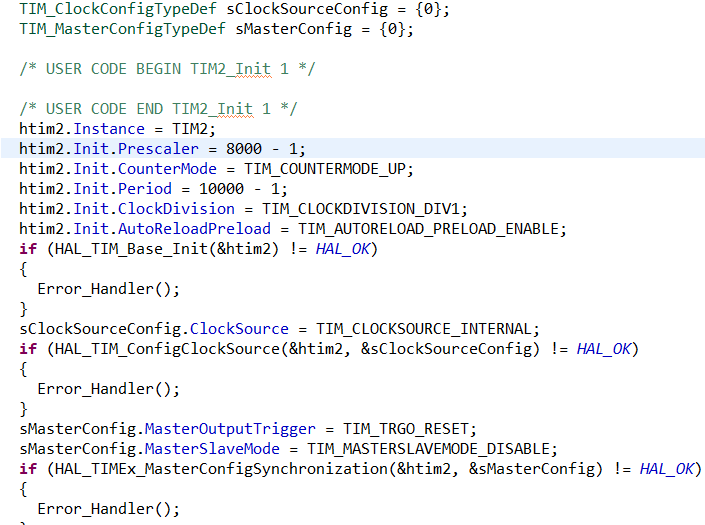 TIM_ClockConfigTypeDef sClockSourceConfig = {0};
TIM_MasterConfigTypeDef sMasterConfig = {0};
/* USER CODE BEGIN TIM2_Init 1 */
/* USER CODE END TIM2_Init 1 */
htim2.Instance = TIM2;
htim2.Init.Prescaler = 8000 - 1;
htim2.Init.CounterMode = TIM_COUNTERMODE_UP;
htim2.Init.Period = 10000 - 1;
htim2.Init.ClockDivision = TIM_CLOCKDIVISION_DIV1;
htim2.Init.AutoReloadPreload = TIM_AUTORELOAD_PRELOAD_ENABLE;
if (HAL_TIM_Base_Init(&htim2) != HAL_OK)
{
Error_Handler();
}
sClockSourceConfig.ClockSource = TIM_CLOCKSOURCE_INTERNAL;
if (HAL_TIM_ConfigClockSource(&htim2, &sClockSourceConfig) != HAL_OK)
{
Error_Handler();
}
sMasterConfig.MasterOutputTrigger = TIM_TRGO_RESET;
sMasterConfig.MasterSlaveMode = TIM_MASTERSLAVEMODE_DISABLE;
if (HAL_TIMEx_MasterConfigSynchronization(&htim2, &sMasterConfig) != HAL_OK)
{
Error_Handler();